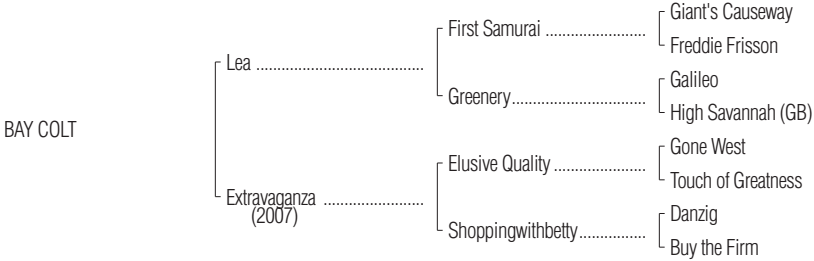 Giant's Causeway
First Samurai ........................
Freddie Frisson
Lea ........................................
Galileo
Greenery................................
High Savannah (GB)
BAY COLT
Gone West
Elusive Quality ......................
Touch of Greatness
Extravaganza ........................
(2007)
Danzig
Shoppingwithbetty................
Buy the Firm